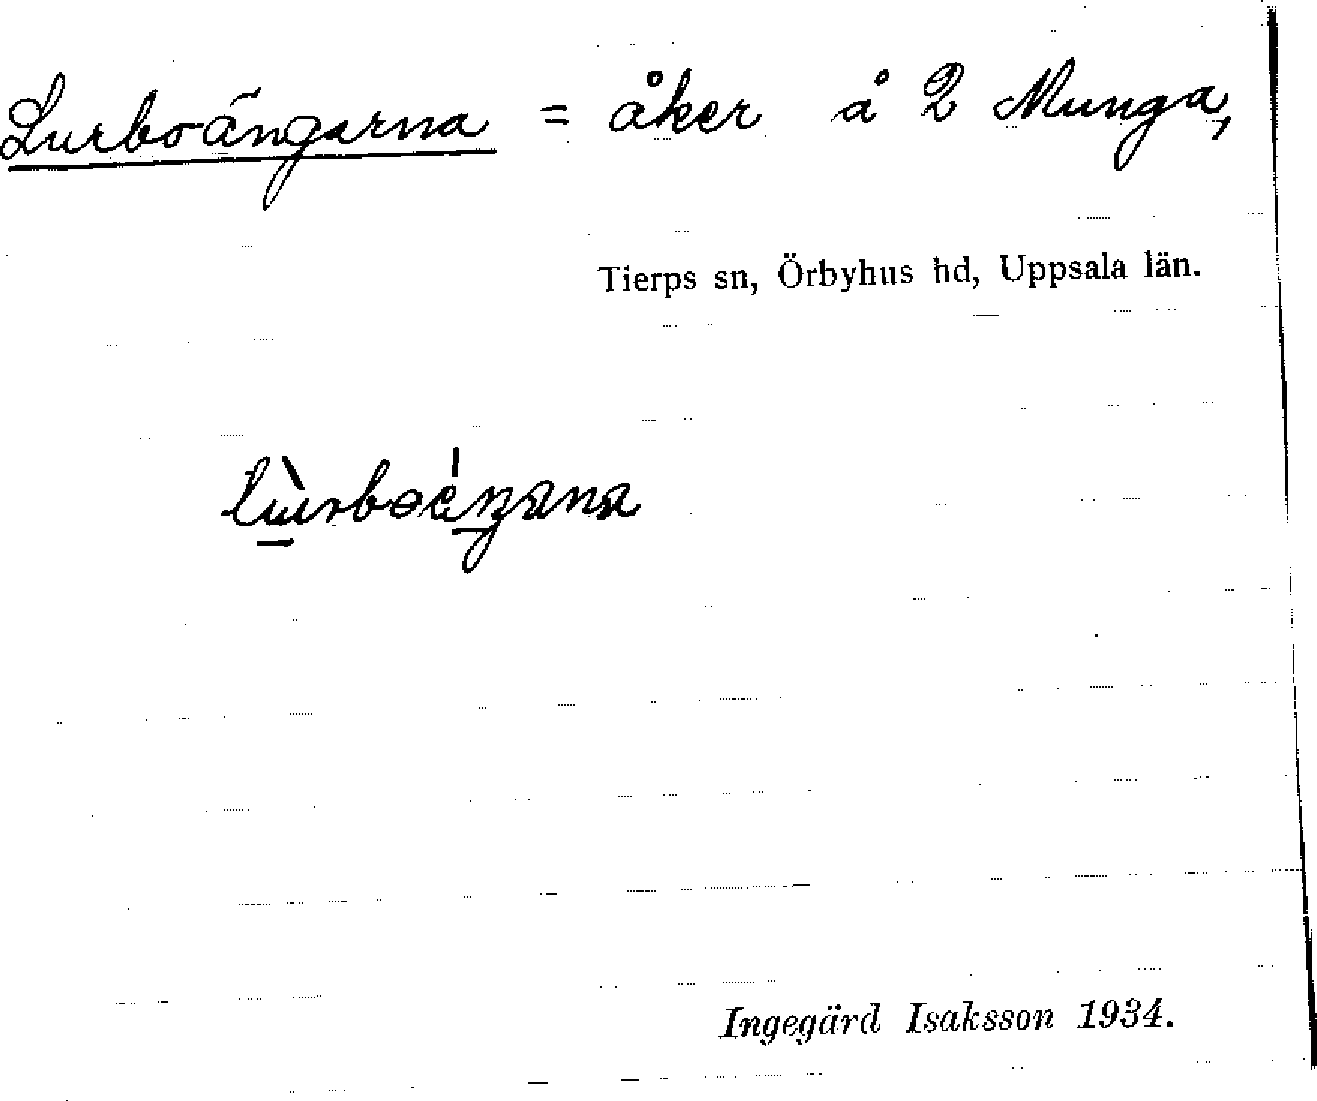 Lurboängarna = åker å 2 Munga,
Tierps sn, Örbyhus hd, Uppsala län.
Ingegärd Isaksson 1934.